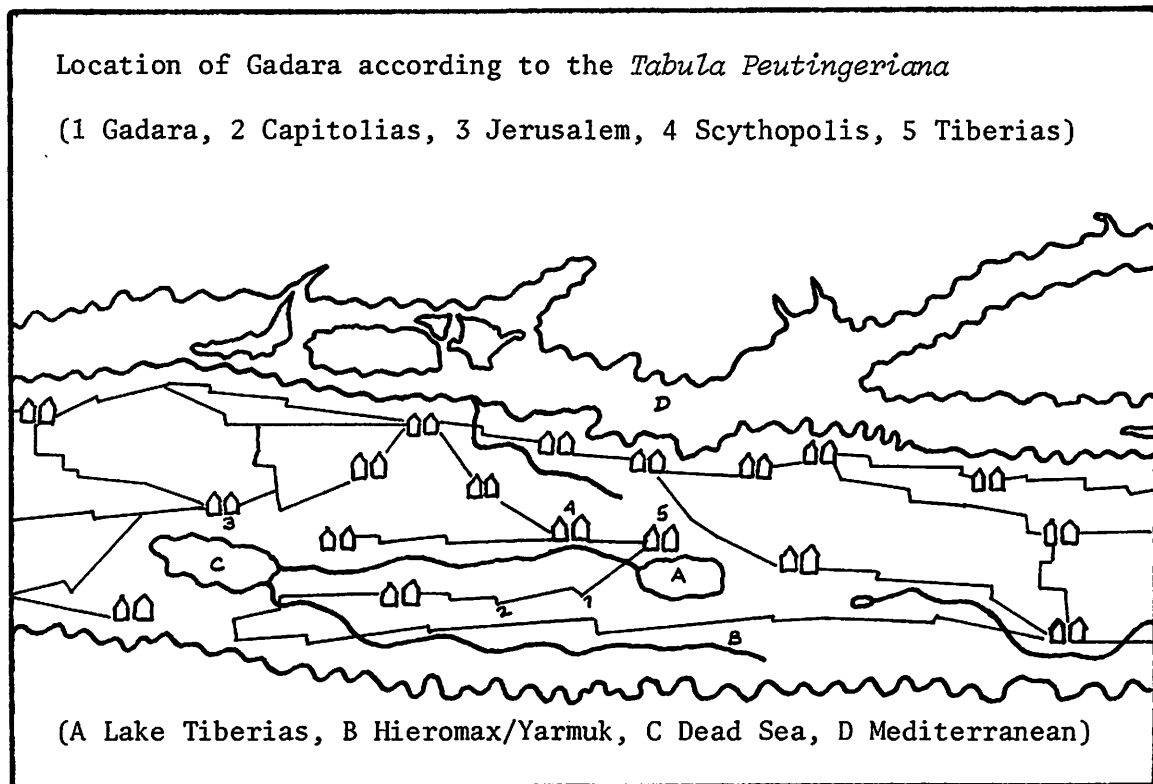 Location of Gadara according to the Tabula Peutingeriana
(1 Gadara, 2 Capitolias, 3 Jerusalem, 4 Scythopolis, 5 Tiberias)
D
3
4
5
C
A
2
1
B
(A Lake Tiberias, B Hieromax/Yarmuk, C Dead Sea, D Mediterranean)